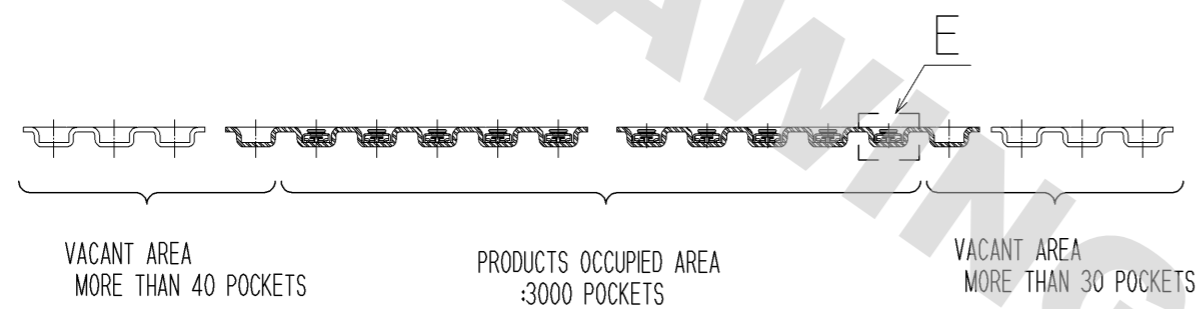 E
VACANT AREA
MORE THAN 40 POCKETS
PRODUCTS OCCUPIED AREA
:3000 POCKETS
VACANT AREA
MORE THAN 30 POCKETS